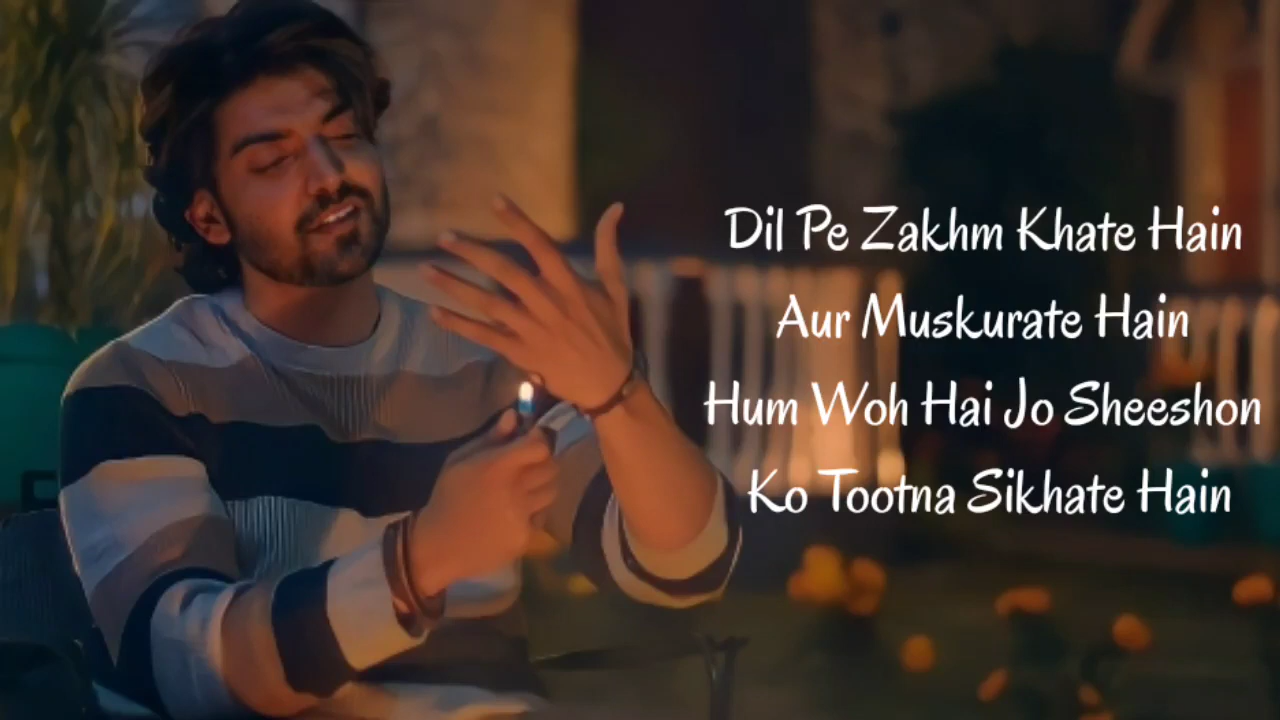 Dil Pe Zakhm Khate Hain
Aur Muskurate Hain
Hum Woh Hai Jo Sheeshon
Ko Tootna Sikhate Hain